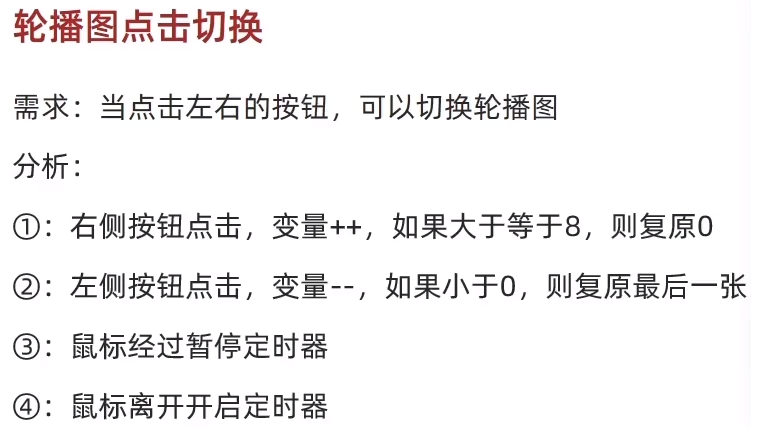 轮播图点击切换
需求：当点击左右的按钮，可以切换轮播图
分析：
①：右侧按钮点击，变量++，如果大于等于8，则复原0
②：左侧按钮点击，变量--，如果小于0，则复原最后一张
③：鼠标经过暂停定时器
④：鼠标离开开启定时器